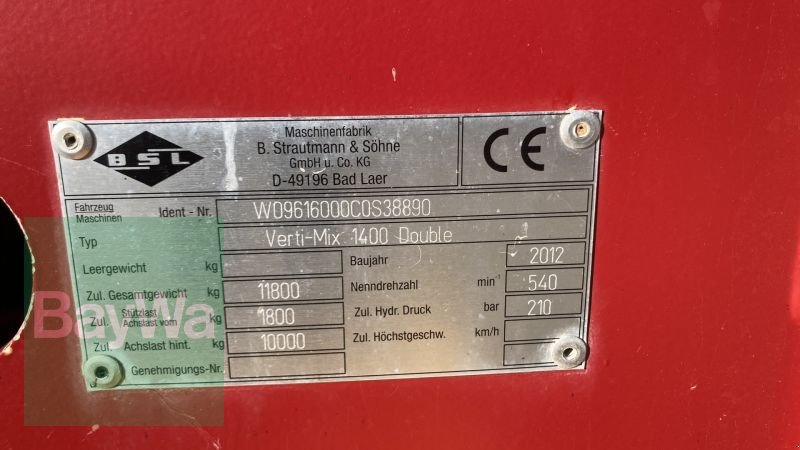 BSL
Maschinenfabrik
B. Strautmann & Söhne
GmbH u. Co. KG
D-49196 Bad Laer
CE
Fahrzeug
Maschinen
Ident - Nr. W09616000C0S38890
Typ Verti-Mix 1400 Double
Leergewicht kg
Baujahr 2012
Zul. Gesamtgewicht kg 11800
Nenndrehzahl min⁻¹ 540
Zul. Stützlast
Achslast vorn kg 1800
Zul. Hydr. Druck bar 210
Zul. Achslast hint. kg 10000
Zul. Höchstgeschw. km/h
Genehmigungs-Nr.
BayWa